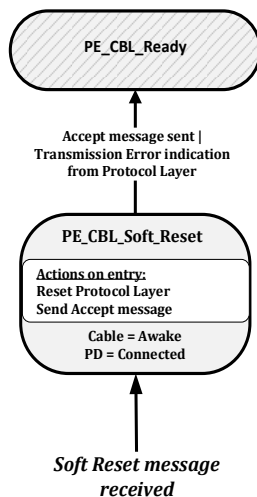 PE_CBL_Ready
Accept message sent |
Transmission Error indication
from Protocol Layer
PE_CBL_Soft_Reset
Actions on entry:
Reset Protocol Layer
Send Accept message
Cable = Awake
PD = Connected
Soft Reset message
received